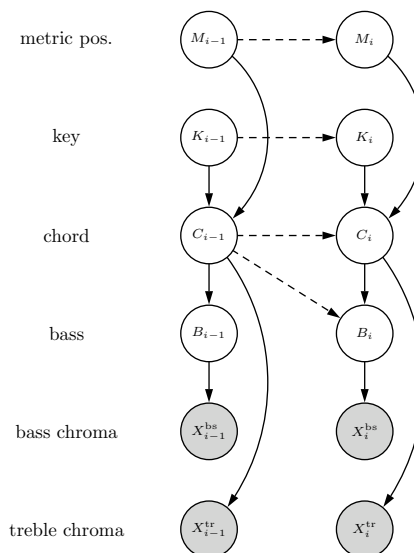 metric pos. M_{i−1} M_i
key K_{i−1} K_i
chord C_{i−1} C_i
bass B_{i−1} B_i
bass chroma X^{bs}_{i−1} X^{bs}_i
treble chroma X^{tr}_{i−1} X^{tr}_i